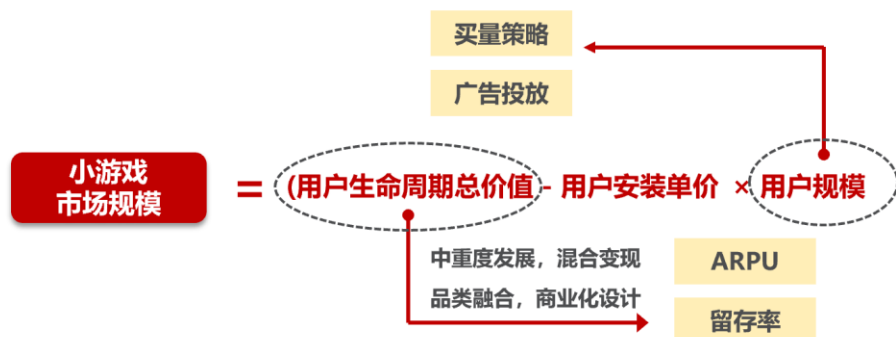 买量策略
广告投放
小游戏
市场规模
= (用户生命周期总价值 - 用户安装单价 × 用户规模
中重度发展，混合变现
品类融合，商业化设计
ARPU
留存率